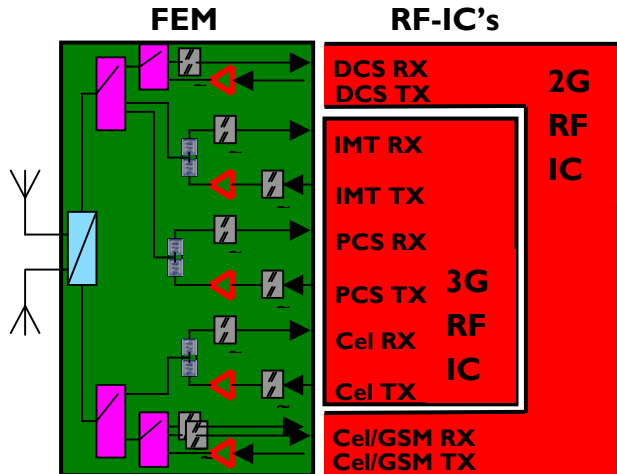 FEM
RF-IC's
DCS RX
DCS TX
2G
RF
IC
IMT RX
IMT TX
PCS RX
PCS TX
3G
RF
IC
Cel RX
Cel TX
Cel/GSM RX
Cel/GSM TX